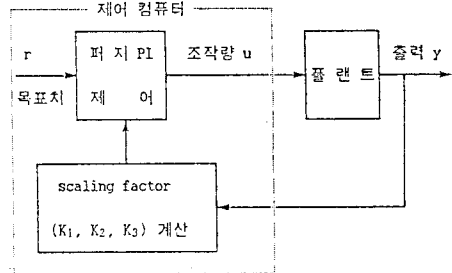 제어 컴퓨터
r
목표치
퍼 지 PI
제 어
조작량 u
플 랜 트
출력 y
scaling factor
(K₁, K₂, K₃) 계산